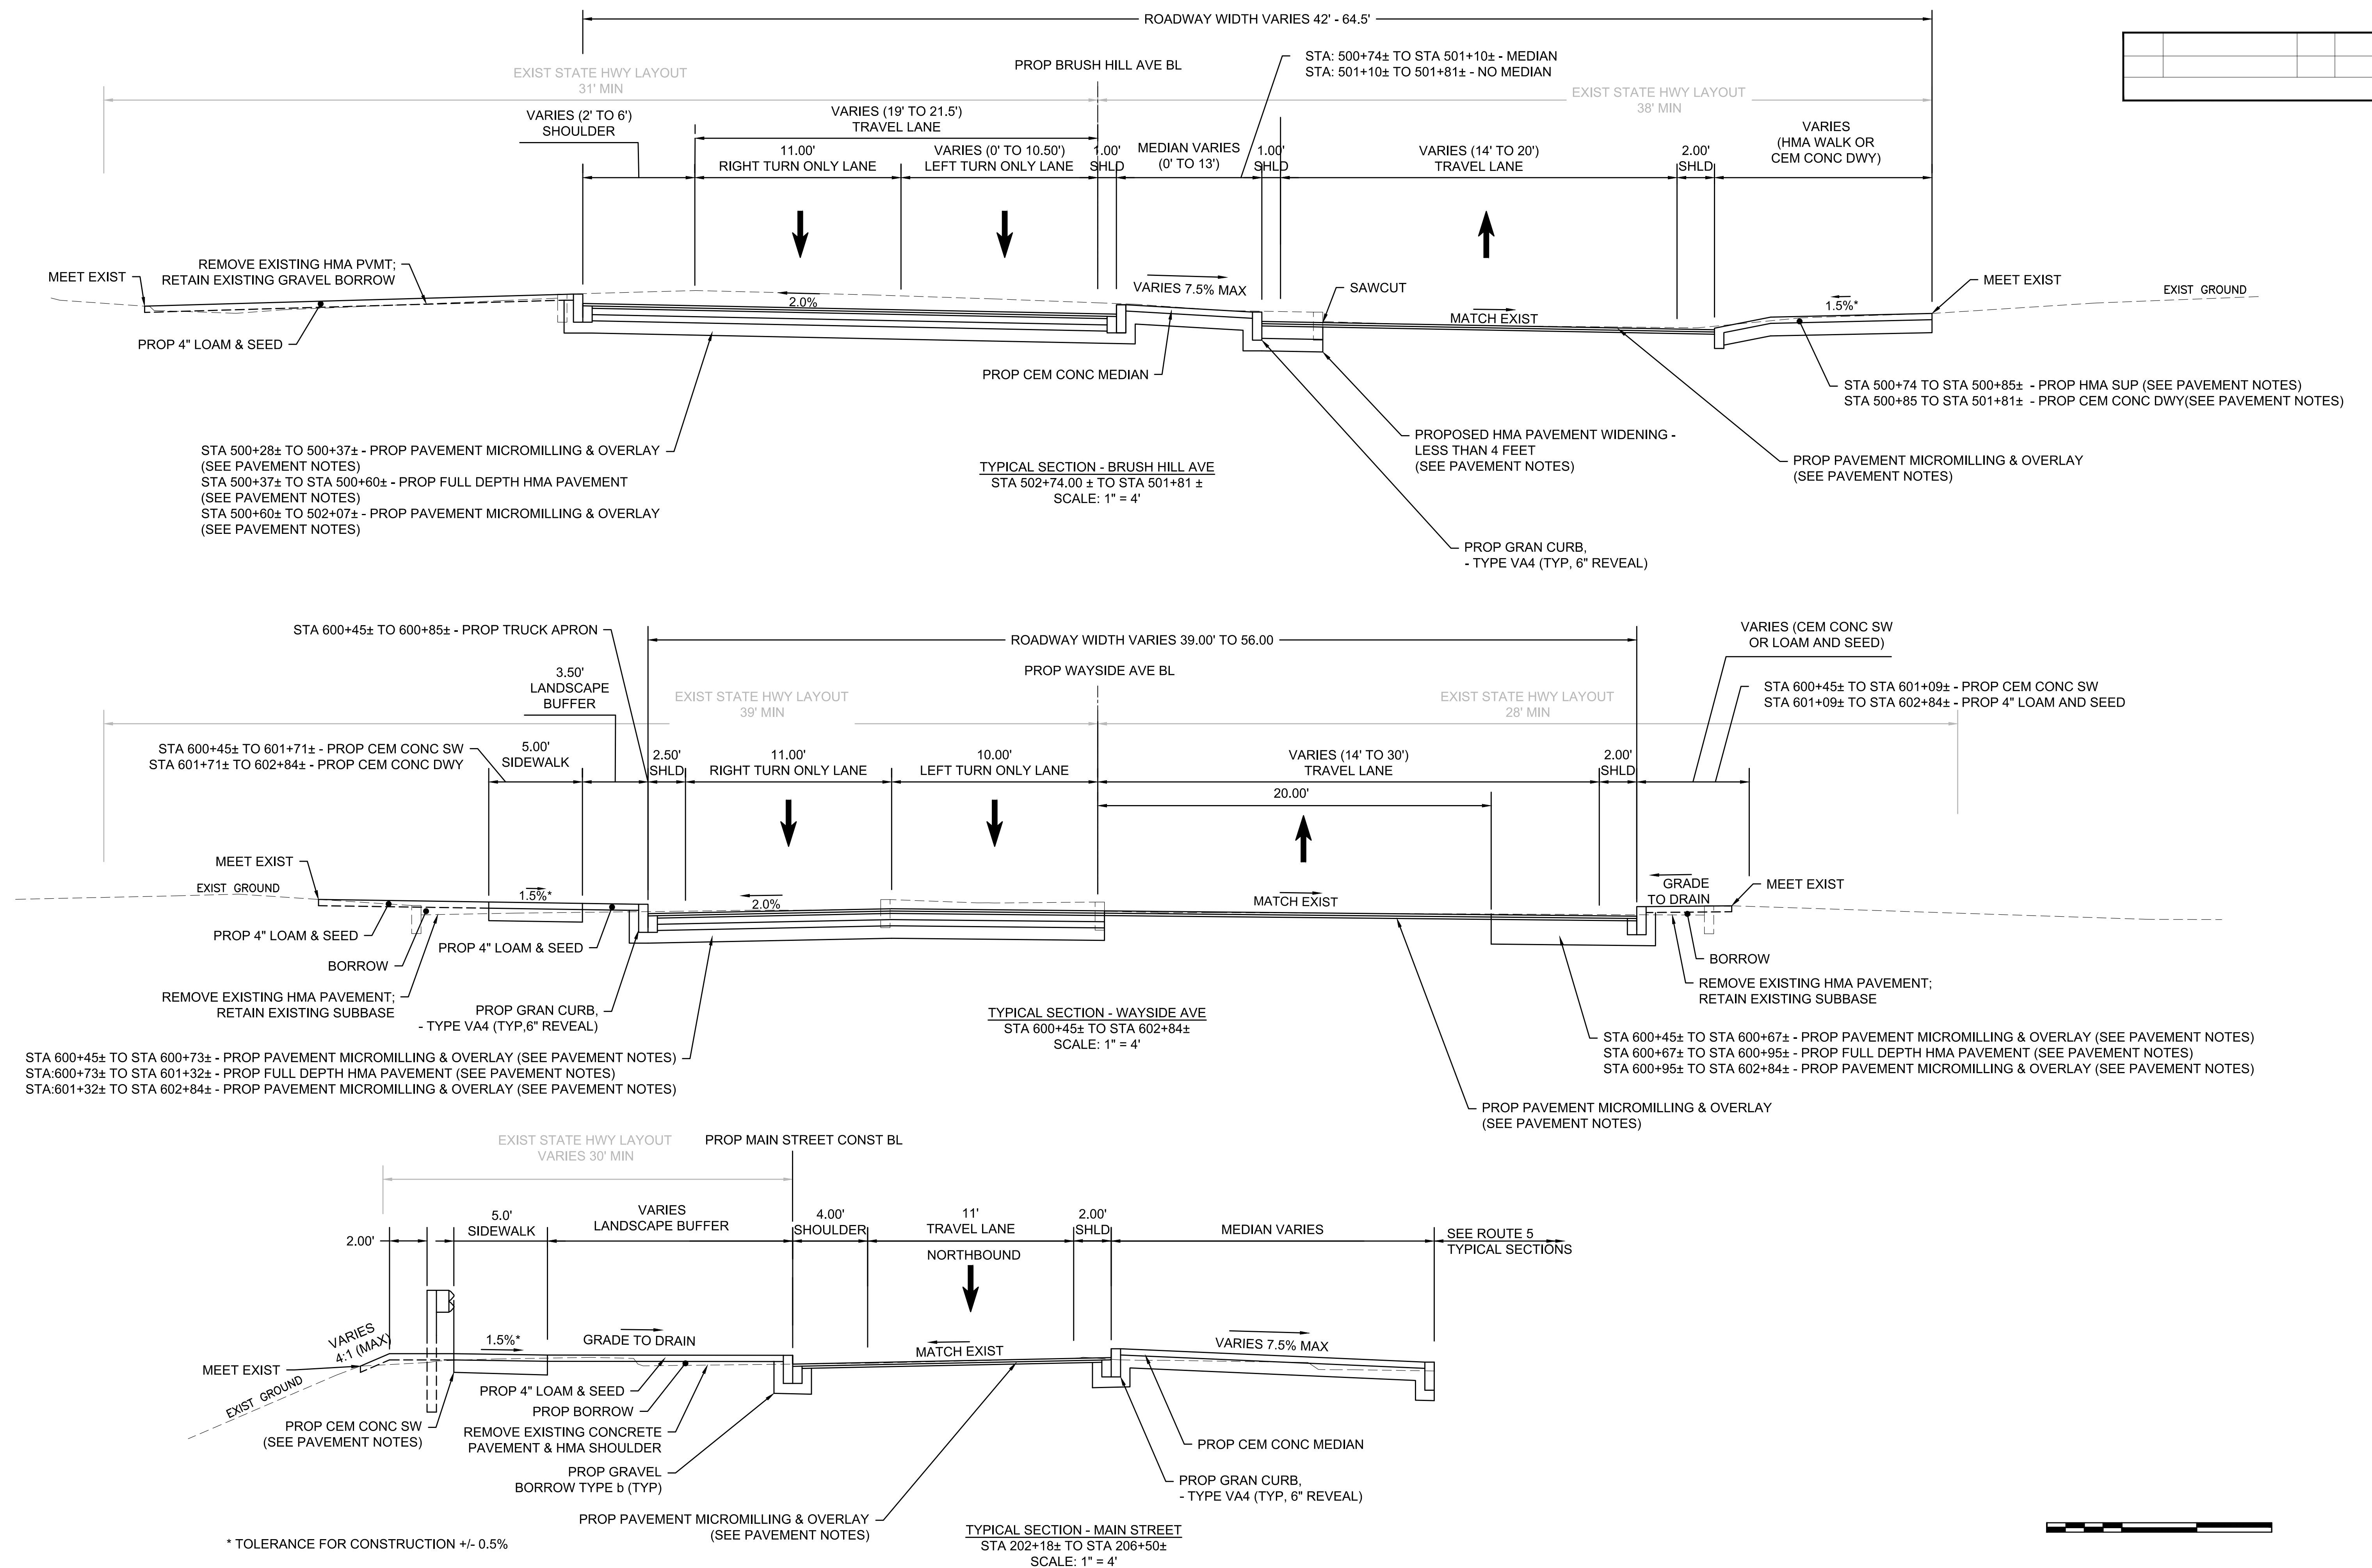 ROADWAY WIDTH VARIES 42' - 64.5'
EXIST STATE HWY LAYOUT
31' MIN
PROP BRUSH HILL AVE BL
STA: 500+74± TO STA 501+10± - MEDIAN
STA: 501+10± TO 501+81± - NO MEDIAN
EXIST STATE HWY LAYOUT
38' MIN
VARIES (2' TO 6')
SHOULDER
VARIES (19' TO 21.5')
TRAVEL LANE
11.00'
RIGHT TURN ONLY LANE
VARIES (0' TO 10.50')
LEFT TURN ONLY LANE
1.00'
SHLD
MEDIAN VARIES
(0' TO 13')
1.00'
SHLD
VARIES (14' TO 20')
TRAVEL LANE
2.00'
SHLD
VARIES
(HMA WALK OR
CEM CONC DWY)
MEET EXIST
REMOVE EXISTING HMA PVMT;
RETAIN EXISTING GRAVEL BORROW
PROP 4" LOAM & SEED
2.0%
VARIES 7.5% MAX
SAWCUT
MATCH EXIST
1.5%*
MEET EXIST
EXIST GROUND
PROP CEM CONC MEDIAN
STA 500+74 TO STA 500+85± - PROP HMA SUP (SEE PAVEMENT NOTES)
STA 500+85 TO STA 501+81± - PROP CEM CONC DWY(SEE PAVEMENT NOTES)
STA 500+28± TO 500+37± - PROP PAVEMENT MICROMILLING & OVERLAY
(SEE PAVEMENT NOTES)
STA 500+37± TO STA 500+60± - PROP FULL DEPTH HMA PAVEMENT
(SEE PAVEMENT NOTES)
STA 500+60± TO 502+07± - PROP PAVEMENT MICROMILLING & OVERLAY
(SEE PAVEMENT NOTES)
TYPICAL SECTION - BRUSH HILL AVE
STA 502+74.00 ± TO STA 501+81 ±
SCALE: 1" = 4'
PROPOSED HMA PAVEMENT WIDENING -
LESS THAN 4 FEET
(SEE PAVEMENT NOTES)
PROP PAVEMENT MICROMILLING & OVERLAY
(SEE PAVEMENT NOTES)
PROP GRAN CURB,
- TYPE VA4 (TYP, 6" REVEAL)
STA 600+45± TO 600+85± - PROP TRUCK APRON
ROADWAY WIDTH VARIES 39.00' TO 56.00
VARIES (CEM CONC SW
OR LOAM AND SEED)
3.50'
LANDSCAPE
BUFFER
PROP WAYSIDE AVE BL
EXIST STATE HWY LAYOUT
39' MIN
EXIST STATE HWY LAYOUT
28' MIN
STA 600+45± TO STA 601+09± - PROP CEM CONC SW
STA 601+09± TO STA 602+84± - PROP 4" LOAM AND SEED
STA 600+45± TO 601+71± - PROP CEM CONC SW
STA 601+71± TO 602+84± - PROP CEM CONC DWY
5.00'
SIDEWALK
2.50'
SHLD
11.00'
RIGHT TURN ONLY LANE
10.00'
LEFT TURN ONLY LANE
VARIES (14' TO 30')
TRAVEL LANE
2.00'
SHLD
20.00'
MEET EXIST
EXIST GROUND
1.5%*
2.0%
MATCH EXIST
GRADE
TO DRAIN
MEET EXIST
PROP 4" LOAM & SEED
PROP 4" LOAM & SEED
BORROW
BORROW
REMOVE EXISTING HMA PAVEMENT;
RETAIN EXISTING SUBBASE
REMOVE EXISTING HMA PAVEMENT;
RETAIN EXISTING SUBBASE
PROP GRAN CURB,
- TYPE VA4 (TYP,6" REVEAL)
TYPICAL SECTION - WAYSIDE AVE
STA 600+45± TO STA 602+84±
SCALE: 1" = 4'
STA 600+45± TO STA 600+73± - PROP PAVEMENT MICROMILLING & OVERLAY (SEE PAVEMENT NOTES)
STA:600+73± TO STA 601+32± - PROP FULL DEPTH HMA PAVEMENT (SEE PAVEMENT NOTES)
STA:601+32± TO STA 602+84± - PROP PAVEMENT MICROMILLING & OVERLAY (SEE PAVEMENT NOTES)
STA 600+45± TO STA 600+67± - PROP PAVEMENT MICROMILLING & OVERLAY (SEE PAVEMENT NOTES)
STA 600+67± TO STA 600+95± - PROP FULL DEPTH HMA PAVEMENT (SEE PAVEMENT NOTES)
STA 600+95± TO STA 602+84± - PROP PAVEMENT MICROMILLING & OVERLAY (SEE PAVEMENT NOTES)
PROP PAVEMENT MICROMILLING & OVERLAY
(SEE PAVEMENT NOTES)
EXIST STATE HWY LAYOUT
VARIES 30' MIN
PROP MAIN STREET CONST BL
2.00'
5.0'
SIDEWALK
VARIES
LANDSCAPE BUFFER
4.00'
SHOULDER
11'
TRAVEL LANE
NORTHBOUND
2.00'
SHLD
MEDIAN VARIES
SEE ROUTE 5
TYPICAL SECTIONS
VARIES
4:1 (MAX)
1.5%*
GRADE TO DRAIN
MATCH EXIST
VARIES 7.5% MAX
MEET EXIST
EXIST GROUND
PROP 4" LOAM & SEED
PROP BORROW
PROP CEM CONC SW
(SEE PAVEMENT NOTES)
REMOVE EXISTING CONCRETE
PAVEMENT & HMA SHOULDER
PROP GRAVEL
BORROW TYPE b (TYP)
PROP CEM CONC MEDIAN
PROP GRAN CURB,
- TYPE VA4 (TYP, 6" REVEAL)
PROP PAVEMENT MICROMILLING & OVERLAY
(SEE PAVEMENT NOTES)
TYPICAL SECTION - MAIN STREET
STA 202+18± TO STA 206+50±
SCALE: 1" = 4'
* TOLERANCE FOR CONSTRUCTION +/- 0.5%